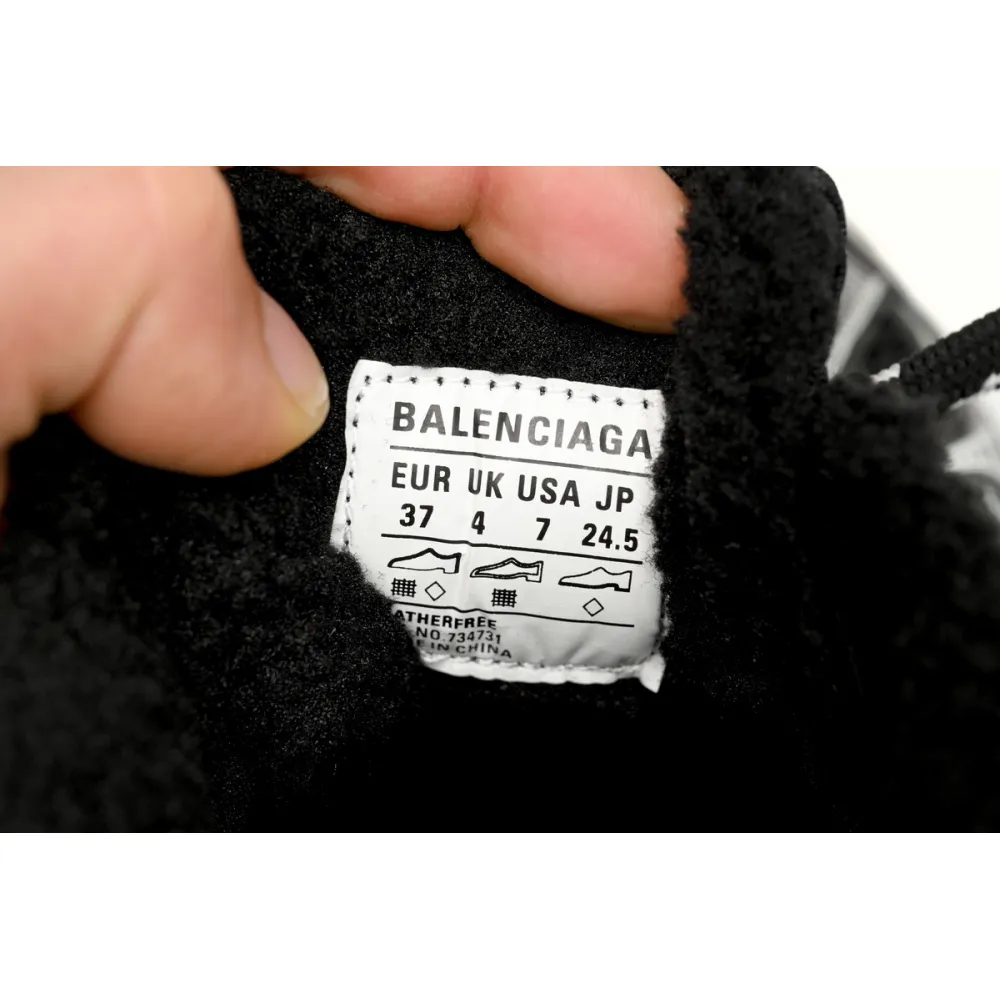 BALENCIAGA
EUR UK USA JP
37 4 7 24.5
ATHERFREE
NO.734731
E IN CHINA